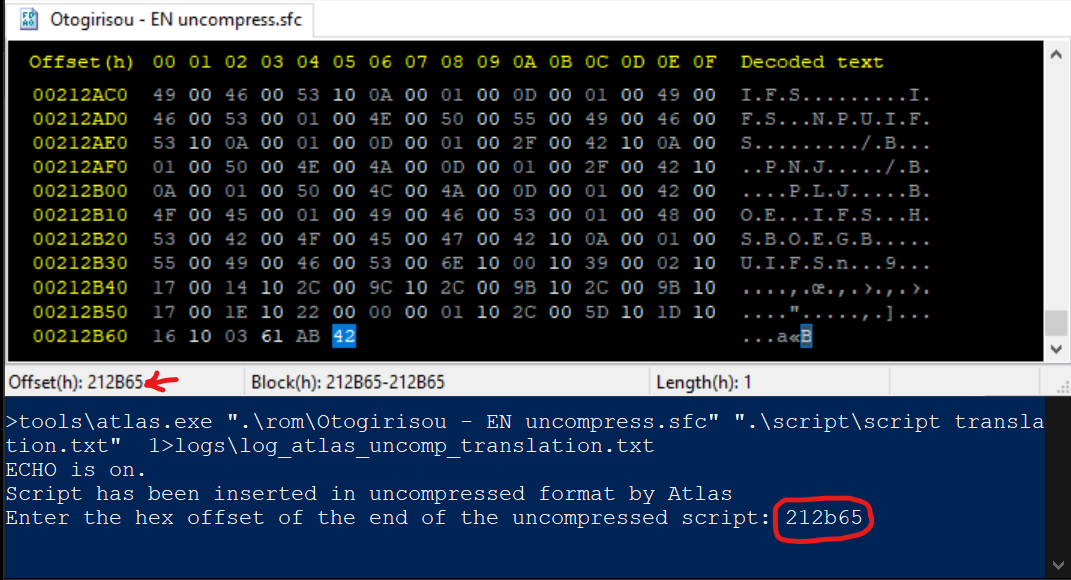 Otogirisou - EN uncompress.sfc
Offset(h) 00 01 02 03 04 05 06 07 08 09 0A 0B 0C 0D 0E 0F Decoded text
00212AC0 49 00 46 00 53 10 0A 00 01 00 0D 00 01 00 49 00 I.F.S.........I.
00212AD0 46 00 53 00 01 00 4E 00 50 00 55 00 49 00 46 00 F.S...N.P.U.I.F.
00212AE0 53 10 0A 00 01 00 0D 00 01 00 2F 00 42 10 0A 00 S........./.B...
00212AF0 01 00 50 00 4E 00 4A 00 0D 00 01 00 2F 00 42 10 ..P.N.J...../.B.
00212B00 0A 00 01 00 50 00 4C 00 4A 00 0D 00 01 00 42 00 ....P.L.J.....B.
00212B10 4F 00 45 00 01 00 49 00 46 00 53 00 01 00 48 00 O.E...I.F.S...H.
00212B20 53 00 42 00 4F 00 45 00 47 00 42 10 0A 00 01 00 S.B.O.E.G.B.....
00212B30 55 00 49 00 46 00 53 00 6E 10 00 10 39 00 02 10 U.I.F.S.n...9...
00212B40 17 00 14 10 2C 00 9C 10 2C 00 9B 10 2C 00 9B 10 ....,.œ.,.›.,.›.
00212B50 17 00 1E 10 22 00 00 00 01 10 2C 00 5D 10 1D 10 ....".....,.]...
00212B60 16 10 03 61 AB 42 ...a«B
Offset(h): 212B65 Block(h): 212B65-212B65 Length(h): 1
>tools\atlas.exe ".\rom\Otogirisou - EN uncompress.sfc" ".\script\script transla
tion.txt"  1>logs\log_atlas_uncomp_translation.txt
ECHO is on.
Script has been inserted in uncompressed format by Atlas
Enter the hex offset of the end of the uncompressed script: 212b65